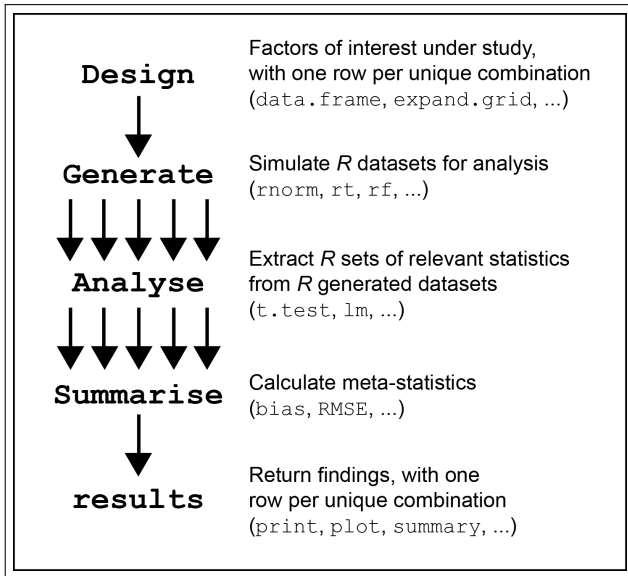 Design
Factors of interest under study,
with one row per unique combination
(data.frame, expand.grid, ...)
Generate
Simulate R datasets for analysis
(rnorm, rt, rf, ...)
Analyse
Extract R sets of relevant statistics
from R generated datasets
(t.test, lm, ...)
Summarise
Calculate meta-statistics
(bias, RMSE, ...)
results
Return findings, with one
row per unique combination
(print, plot, summary, ...)